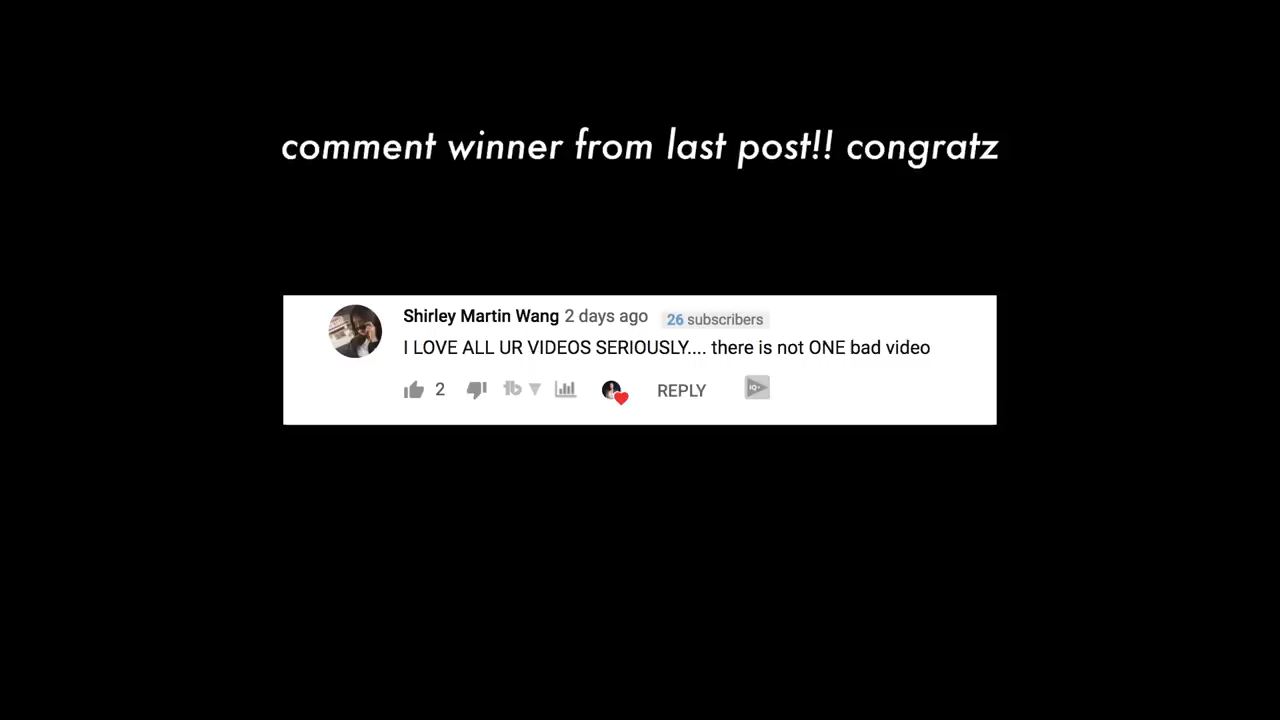 comment winner from last post!! congratz
Shirley Martin Wang 2 days ago 26 subscribers
I LOVE ALL UR VIDEOS SERIOUSLY.... there is not ONE bad video
2 REPLY